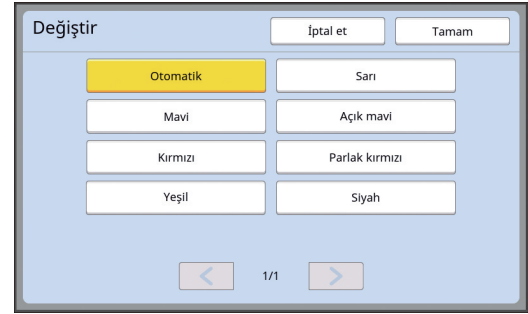 Değiştir
İptal et
Tamam
Otomatik
Sarı
Mavi
Açık mavi
Kırmızı
Parlak kırmızı
Yeşil
Siyah
1/1